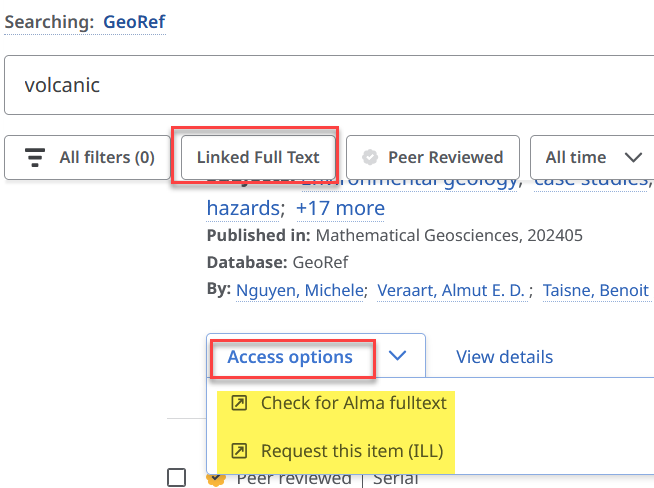 Searching: GeoRef
volcanic
All filters (0) Linked Full Text Peer Reviewed All time
Environmental geology; case studies;
hazards; +17 more
Published in: Mathematical Geosciences, 202405
Database: GeoRef
By: Nguyen, Michele; Veraart, Almut E. D. ; Taisne, Benoit
Access options View details
Check for Alma fulltext
Request this item (ILL)
Peer reviewed | Serial